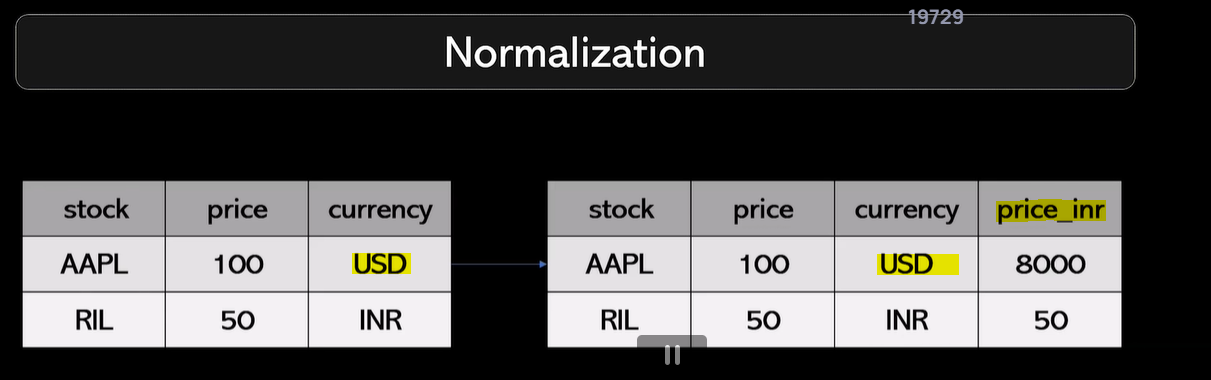 19729
Normalization
stock price currency
AAPL 100 USD
RIL 50 INR
stock price currency price_inr
AAPL 100 USD 8000
RIL 50 INR 50